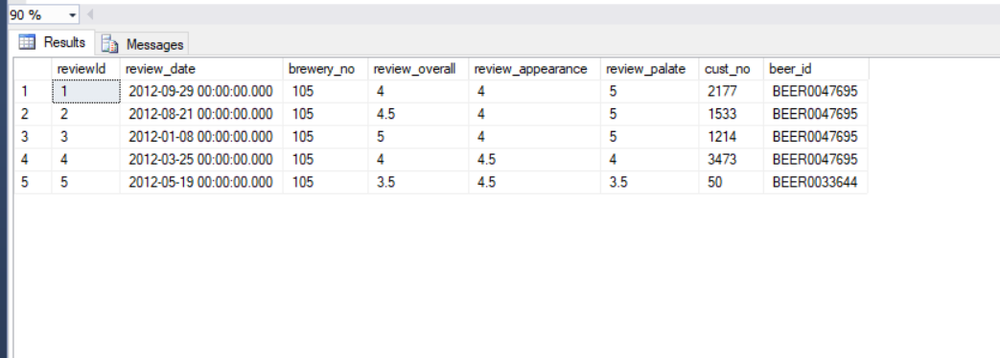 90 %
Results Messages
reviewId review_date brewery_no review_overall review_appearance review_palate cust_no beer_id
1 1 2012-09-29 00:00:00.000 105 4 4 5 2177 BEER0047695
2 2 2012-08-21 00:00:00.000 105 4.5 4 5 1533 BEER0047695
3 3 2012-01-08 00:00:00.000 105 5 4 5 1214 BEER0047695
4 4 2012-03-25 00:00:00.000 105 4 4.5 4 3473 BEER0047695
5 5 2012-05-19 00:00:00.000 105 3.5 4.5 3.5 50 BEER0033644